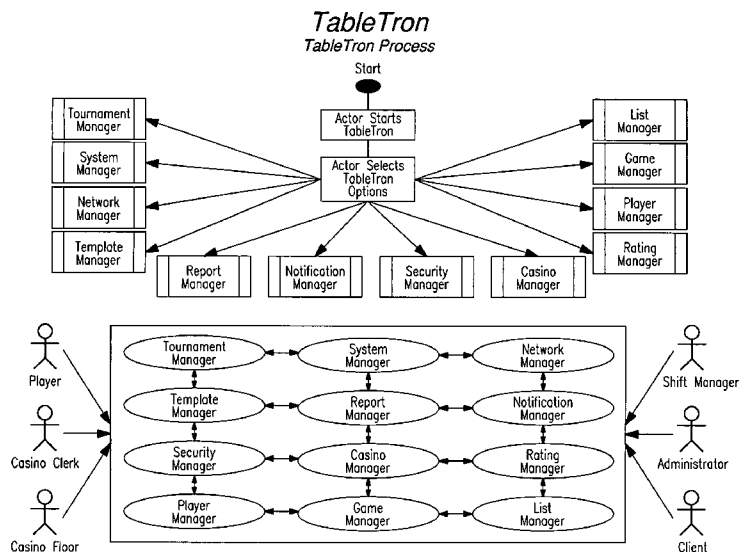 TableTron
TableTron Process
Start
Actor Starts
TableTron
Actor Selects
TableTron
Options
Tournament
Manager
System
Manager
Network
Manager
Template
Manager
Report
Manager
Notification
Manager
Security
Manager
Casino
Manager
List
Manager
Game
Manager
Player
Manager
Rating
Manager
Player
Casino Clerk
Casino Floor
Tournament
Manager
System
Manager
Network
Manager
Template
Manager
Report
Manager
Notification
Manager
Security
Manager
Casino
Manager
Rating
Manager
Player
Manager
Game
Manager
List
Manager
Shift Manager
Administrator
Client